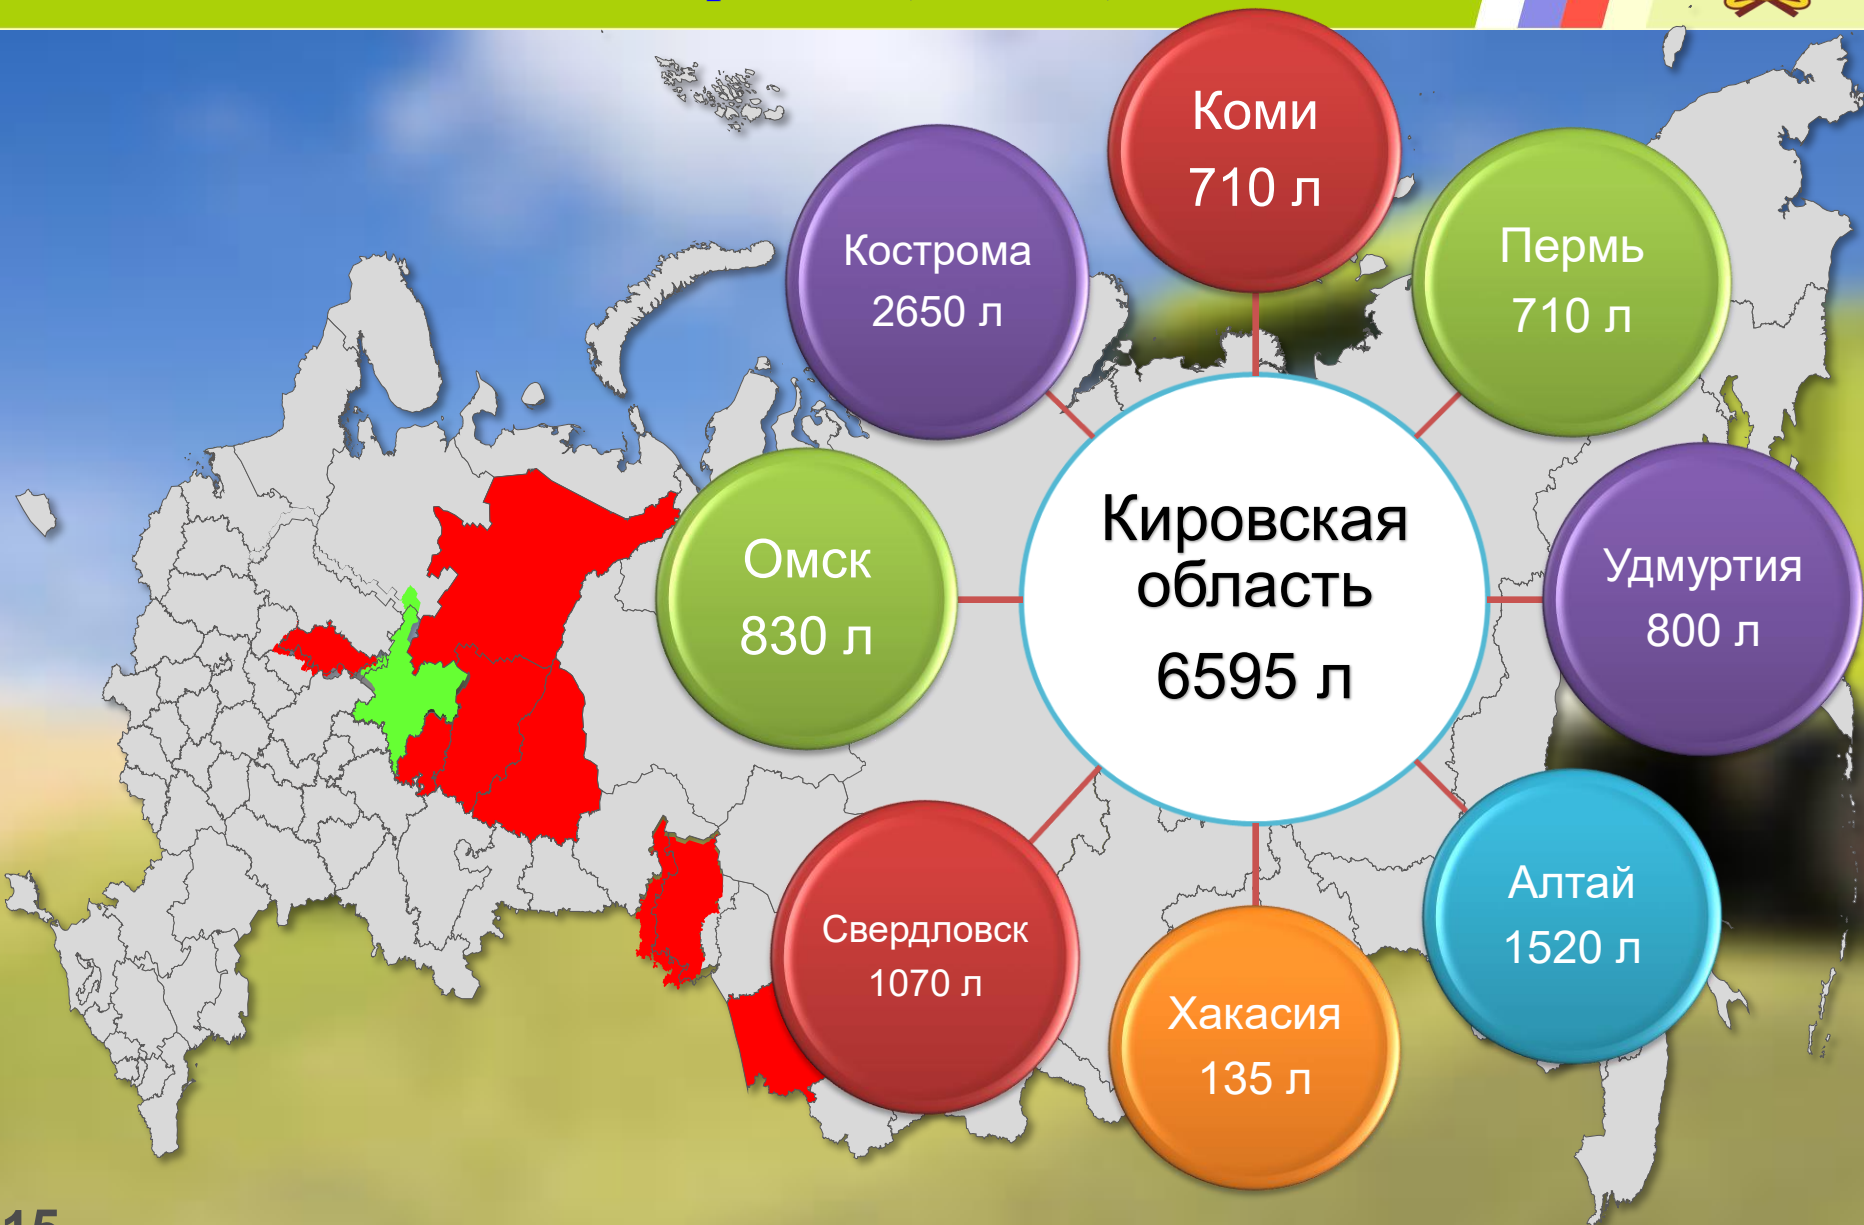 Коми
710 л
Пермь
710 л
Удмуртия
800 л
Алтай
1520 л
Хакасия
135 л
Свердловск
1070 л
Омск
830 л
Кострома
2650 л
Кировская
область
6595 л
15